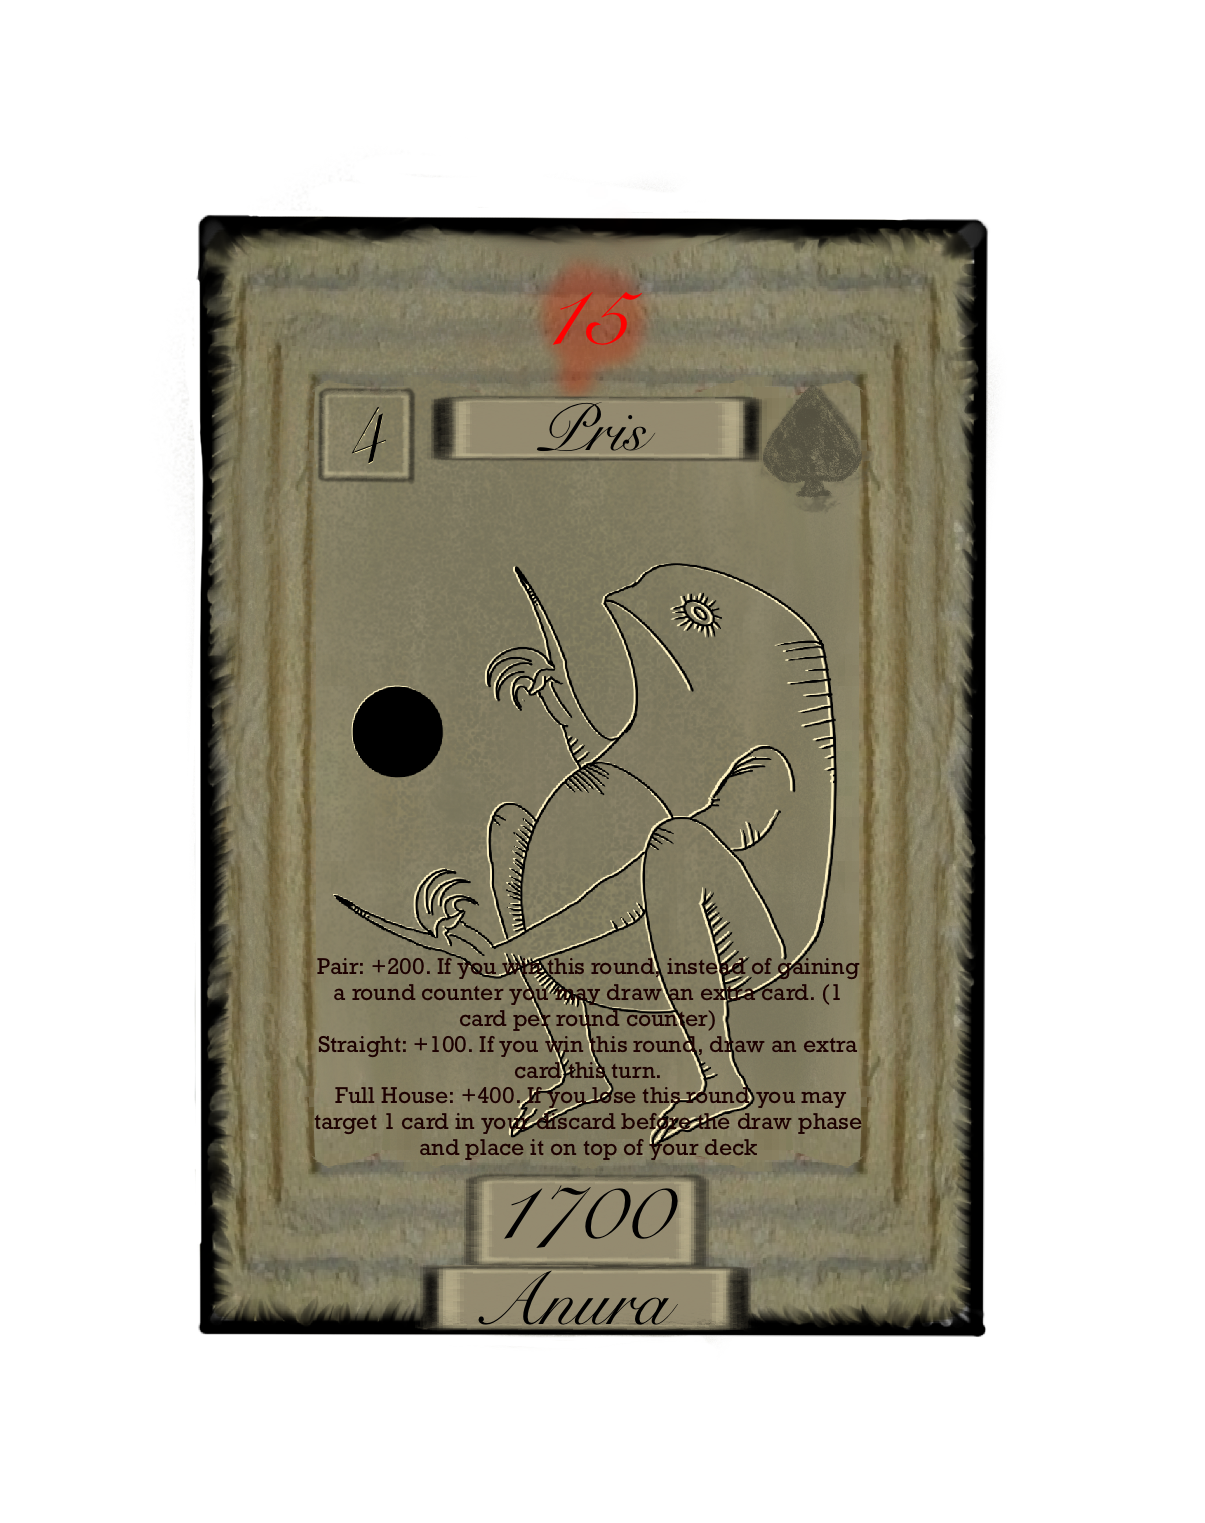 15
4
Pris
Pair: +200. If you win this round, instead of gaining
a round counter you may draw an extra card. (1
card per round counter)
Straight: +100. If you win this round, draw an extra
card this turn.
Full House: +400. If you lose this round you may
target 1 card in your discard before the draw phase
and place it on top of your deck
1700
Anura